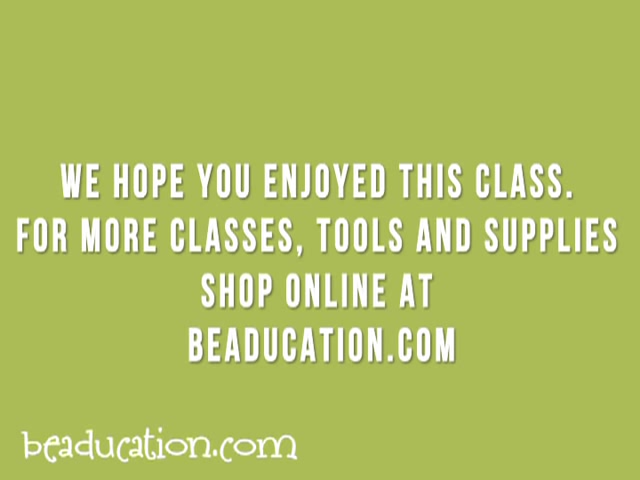 WE HOPE YOU ENJOYED THIS CLASS.
FOR MORE CLASSES, TOOLS AND SUPPLIES
SHOP ONLINE AT
BEADUCATION.COM
beaducation.com